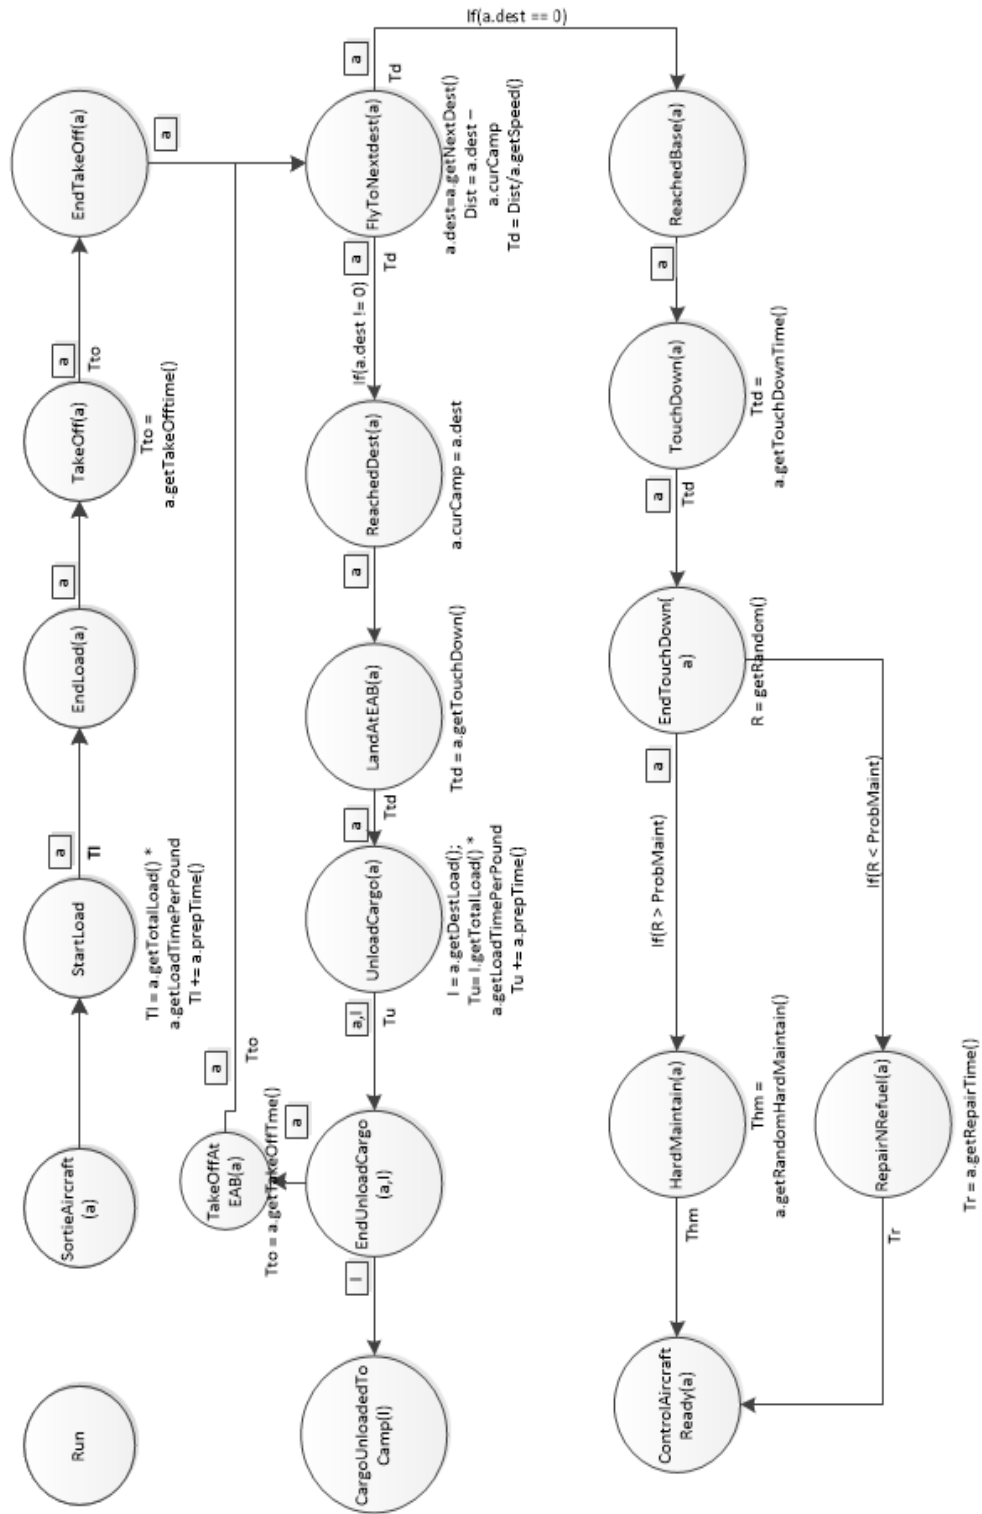 Run
SortieAircraft
(a)
StartLoad
Tl = a.getTotalLoad() *
a.getLoadTimePerPound
Tl += a.prepTime()
a
Tl
EndLoad(a)
a
TakeOff(a)
Tto =
a.getTakeOfftime()
a
Tto
EndTakeOff(a)
a
TakeOffAt
EAB(a)
Tto = a.getTakeOffTme()
a
Tto
CargoUnloadedTo
Camp(l)
l
EndUnloadCargo
(a,l)
a
a,l
Tu
UnloadCargo(a)
l = a.getDestLoad();
Tu= l.getTotalLoad() *
a.getLoadTimePerPound
Tu += a.prepTime()
a
Ttd
LandAtEAB(a)
Ttd = a.getTouchDown()
a
ReachedDest(a)
a.curCamp = a.dest
If(a.dest != 0)
a
Td
FlyToNextdest(a)
a.dest=a.getNextDest()
Dist = a.dest –
a.curCamp
Td = Dist/a.getSpeed()
a
Td
If(a.dest == 0)
ControlAircraft
Ready(a)
Thm
HardMaintain(a)
Thm =
a.getRandomHardMaintain()
If(R > ProbMaint)
a
EndTouchDown(
a)
R = getRandom()
a
Ttd
TouchDown(a)
Ttd =
a.getTouchDownTime()
a
ReachedBase(a)
Tr
RepairNRefuel(a)
Tr = a.getRepairTime()
If(R < ProbMaint)